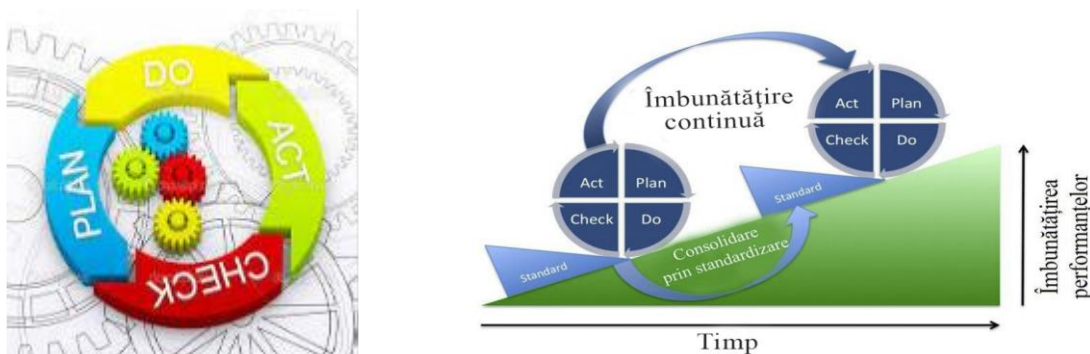 DO
ACT
PLAN
CHECK
Îmbunătăţire
continuă
Act
Plan
Check
Do
Act
Plan
Check
Do
Standard
Standard
Consolidare
prin standardizare
Îmbunătăţirea
performanţelor
Timp